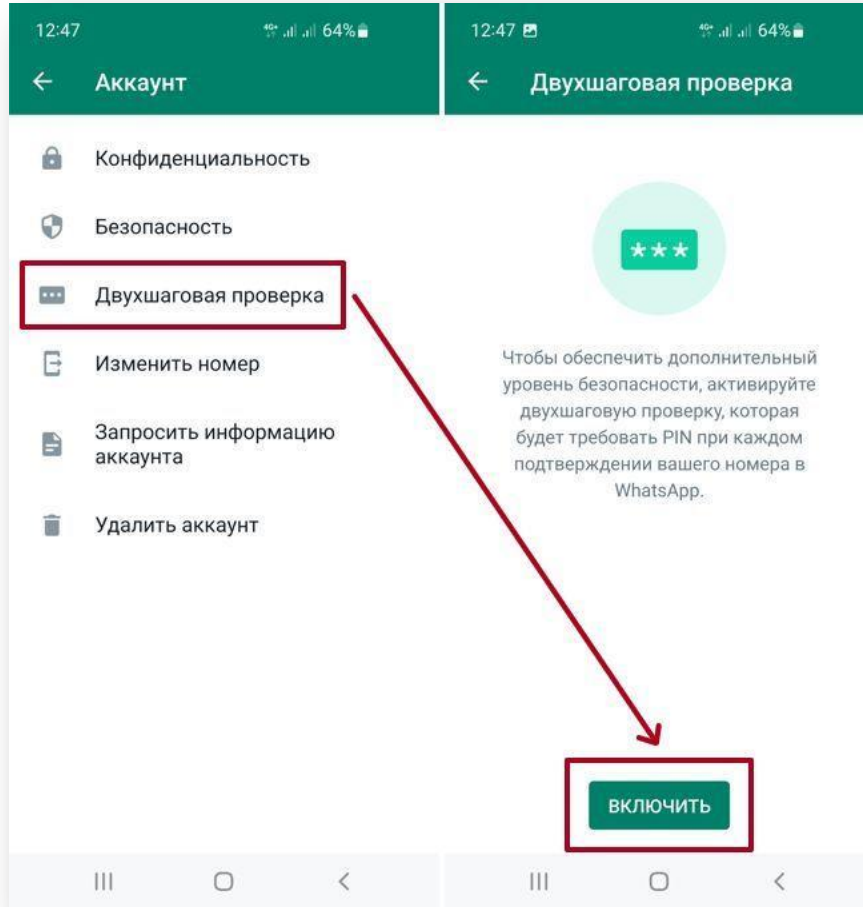 12:47
4G+ 64%
Аккаунт
Конфиденциальность
Безопасность
Двухшаговая проверка
Изменить номер
Запросить информацию
аккаунта
Удалить аккаунт
12:47
4G+ 64%
Двухшаговая проверка
***
Чтобы обеспечить дополнительный
уровень безопасности, активируйте
двухшаговую проверку, которая
будет требовать PIN при каждом
подтверждении вашего номера в
WhatsApp.
ВКЛЮЧИТЬ